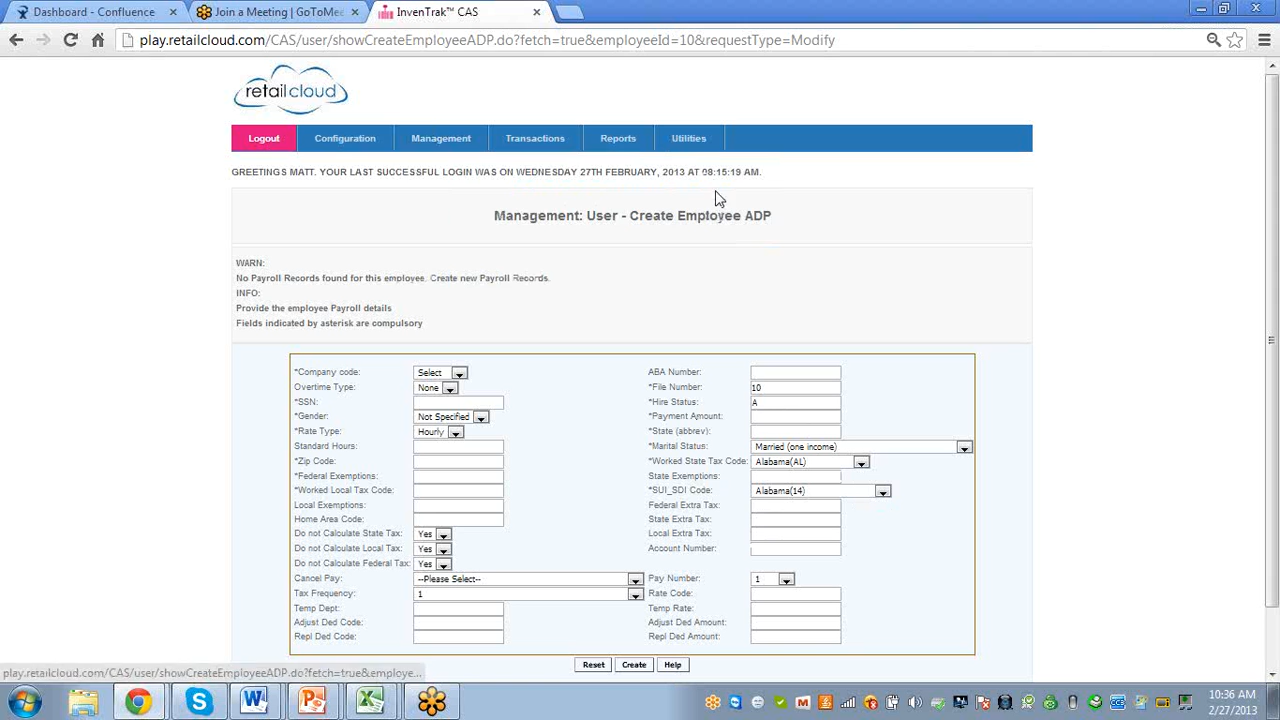 Dashboard - Confluence
Join a Meeting | GoToMee
InvenTrak™ CAS
play.retailcloud.com/CAS/user/showCreateEmployeeADP.do?fetch=true&employeeId=10&requestType=Modify
retailcloud
Logout Configuration Management Transactions Reports Utilities
GREETINGS MATT. YOUR LAST SUCCESSFUL LOGIN WAS ON WEDNESDAY 27TH FEBRUARY, 2013 AT 08:15:19 AM.
Management: User - Create Employee ADP
WARN:
No Payroll Records found for this employee. Create new Payroll Records.
INFO:
Provide the employee Payroll details
Fields indicated by asterisk are compulsory
*Company code: Select ABA Number:
Overtime Type: None *File Number: 10
*SSN: *Hire Status: A
*Gender: Not Specified *Payment Amount:
*Rate Type: Hourly *State (abbrev):
Standard Hours: *Marital Status: Married (one income)
*Zip Code: *Worked State Tax Code: Alabama(AL)
*Federal Exemptions: State Exemptions:
*Worked Local Tax Code: *SUI_SDI Code: Alabama(14)
Local Exemptions: Federal Extra Tax:
Home Area Code: State Extra Tax:
Do not Calculate State Tax: Yes Local Extra Tax:
Do not Calculate Local Tax: Yes Account Number:
Do not Calculate Federal Tax: Yes
Cancel Pay: --Please Select-- Pay Number: 1
Tax Frequency: 1 Rate Code:
Temp Dept: Temp Rate:
Adjust Ded Code: Adjust Ded Amount:
Repl Ded Code: Repl Ded Amount:
Reset Create Help
play.retailcloud.com/CAS/user/showCreateEmployeeADP.do?fetch=true&employe...
10:36 AM
2/27/2013